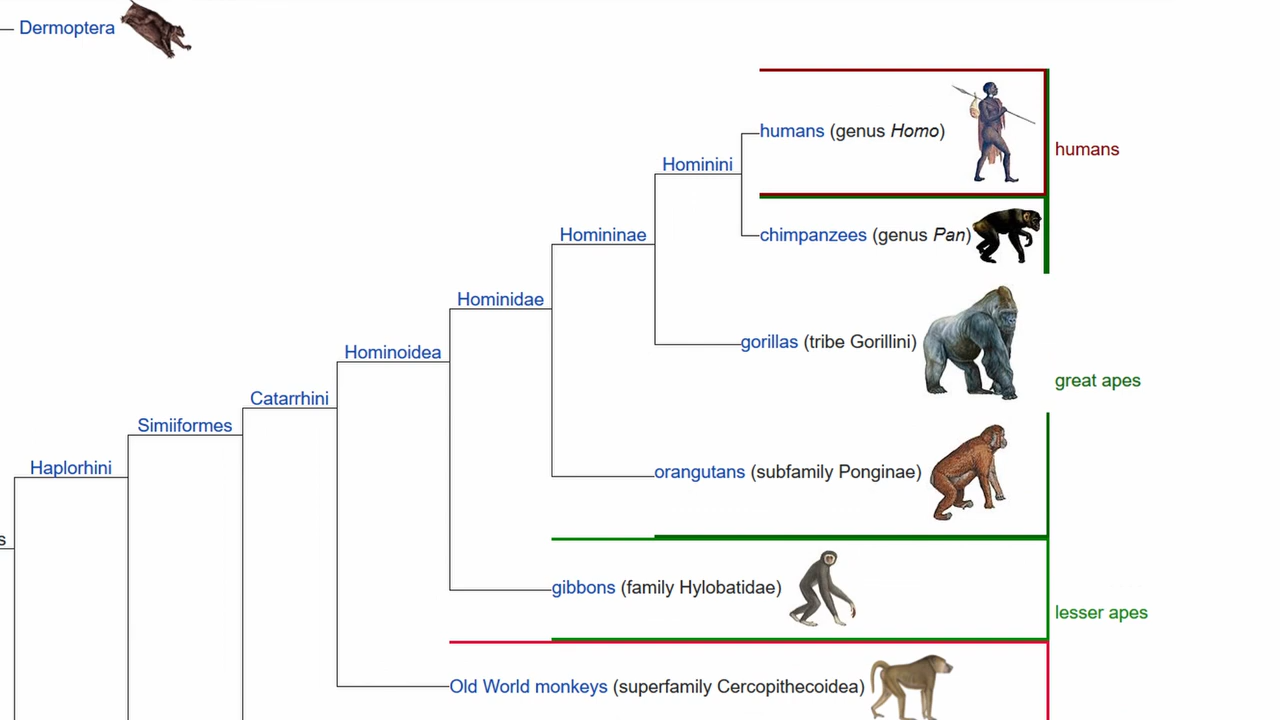 Dermoptera
humans (genus Homo)
humans
Hominini
chimpanzees (genus Pan)
Homininae
Hominidae
gorillas (tribe Gorillini)
Hominoidea
great apes
Catarrhini
Simiiformes
Haplorhini
orangutans (subfamily Ponginae)
s
gibbons (family Hylobatidae)
lesser apes
Old World monkeys (superfamily Cercopithecoidea)